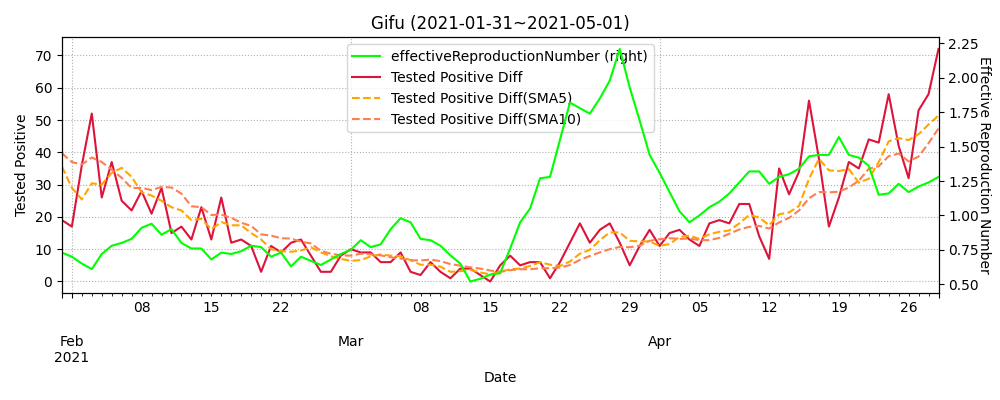 Gifu (2021-01-31~2021-05-01)
effectiveReproductionNumber (right)
Tested Positive Diff
Tested Positive Diff(SMA5)
Tested Positive Diff(SMA10)
Tested Positive
70
60
50
40
30
20
10
0
2.25
2.00
1.75
1.50
1.25
1.00
0.75
0.50
Effective Reproduction Number
08 15 22 08 15 22 29 05 12 19 26
Feb Mar Apr
2021
Date